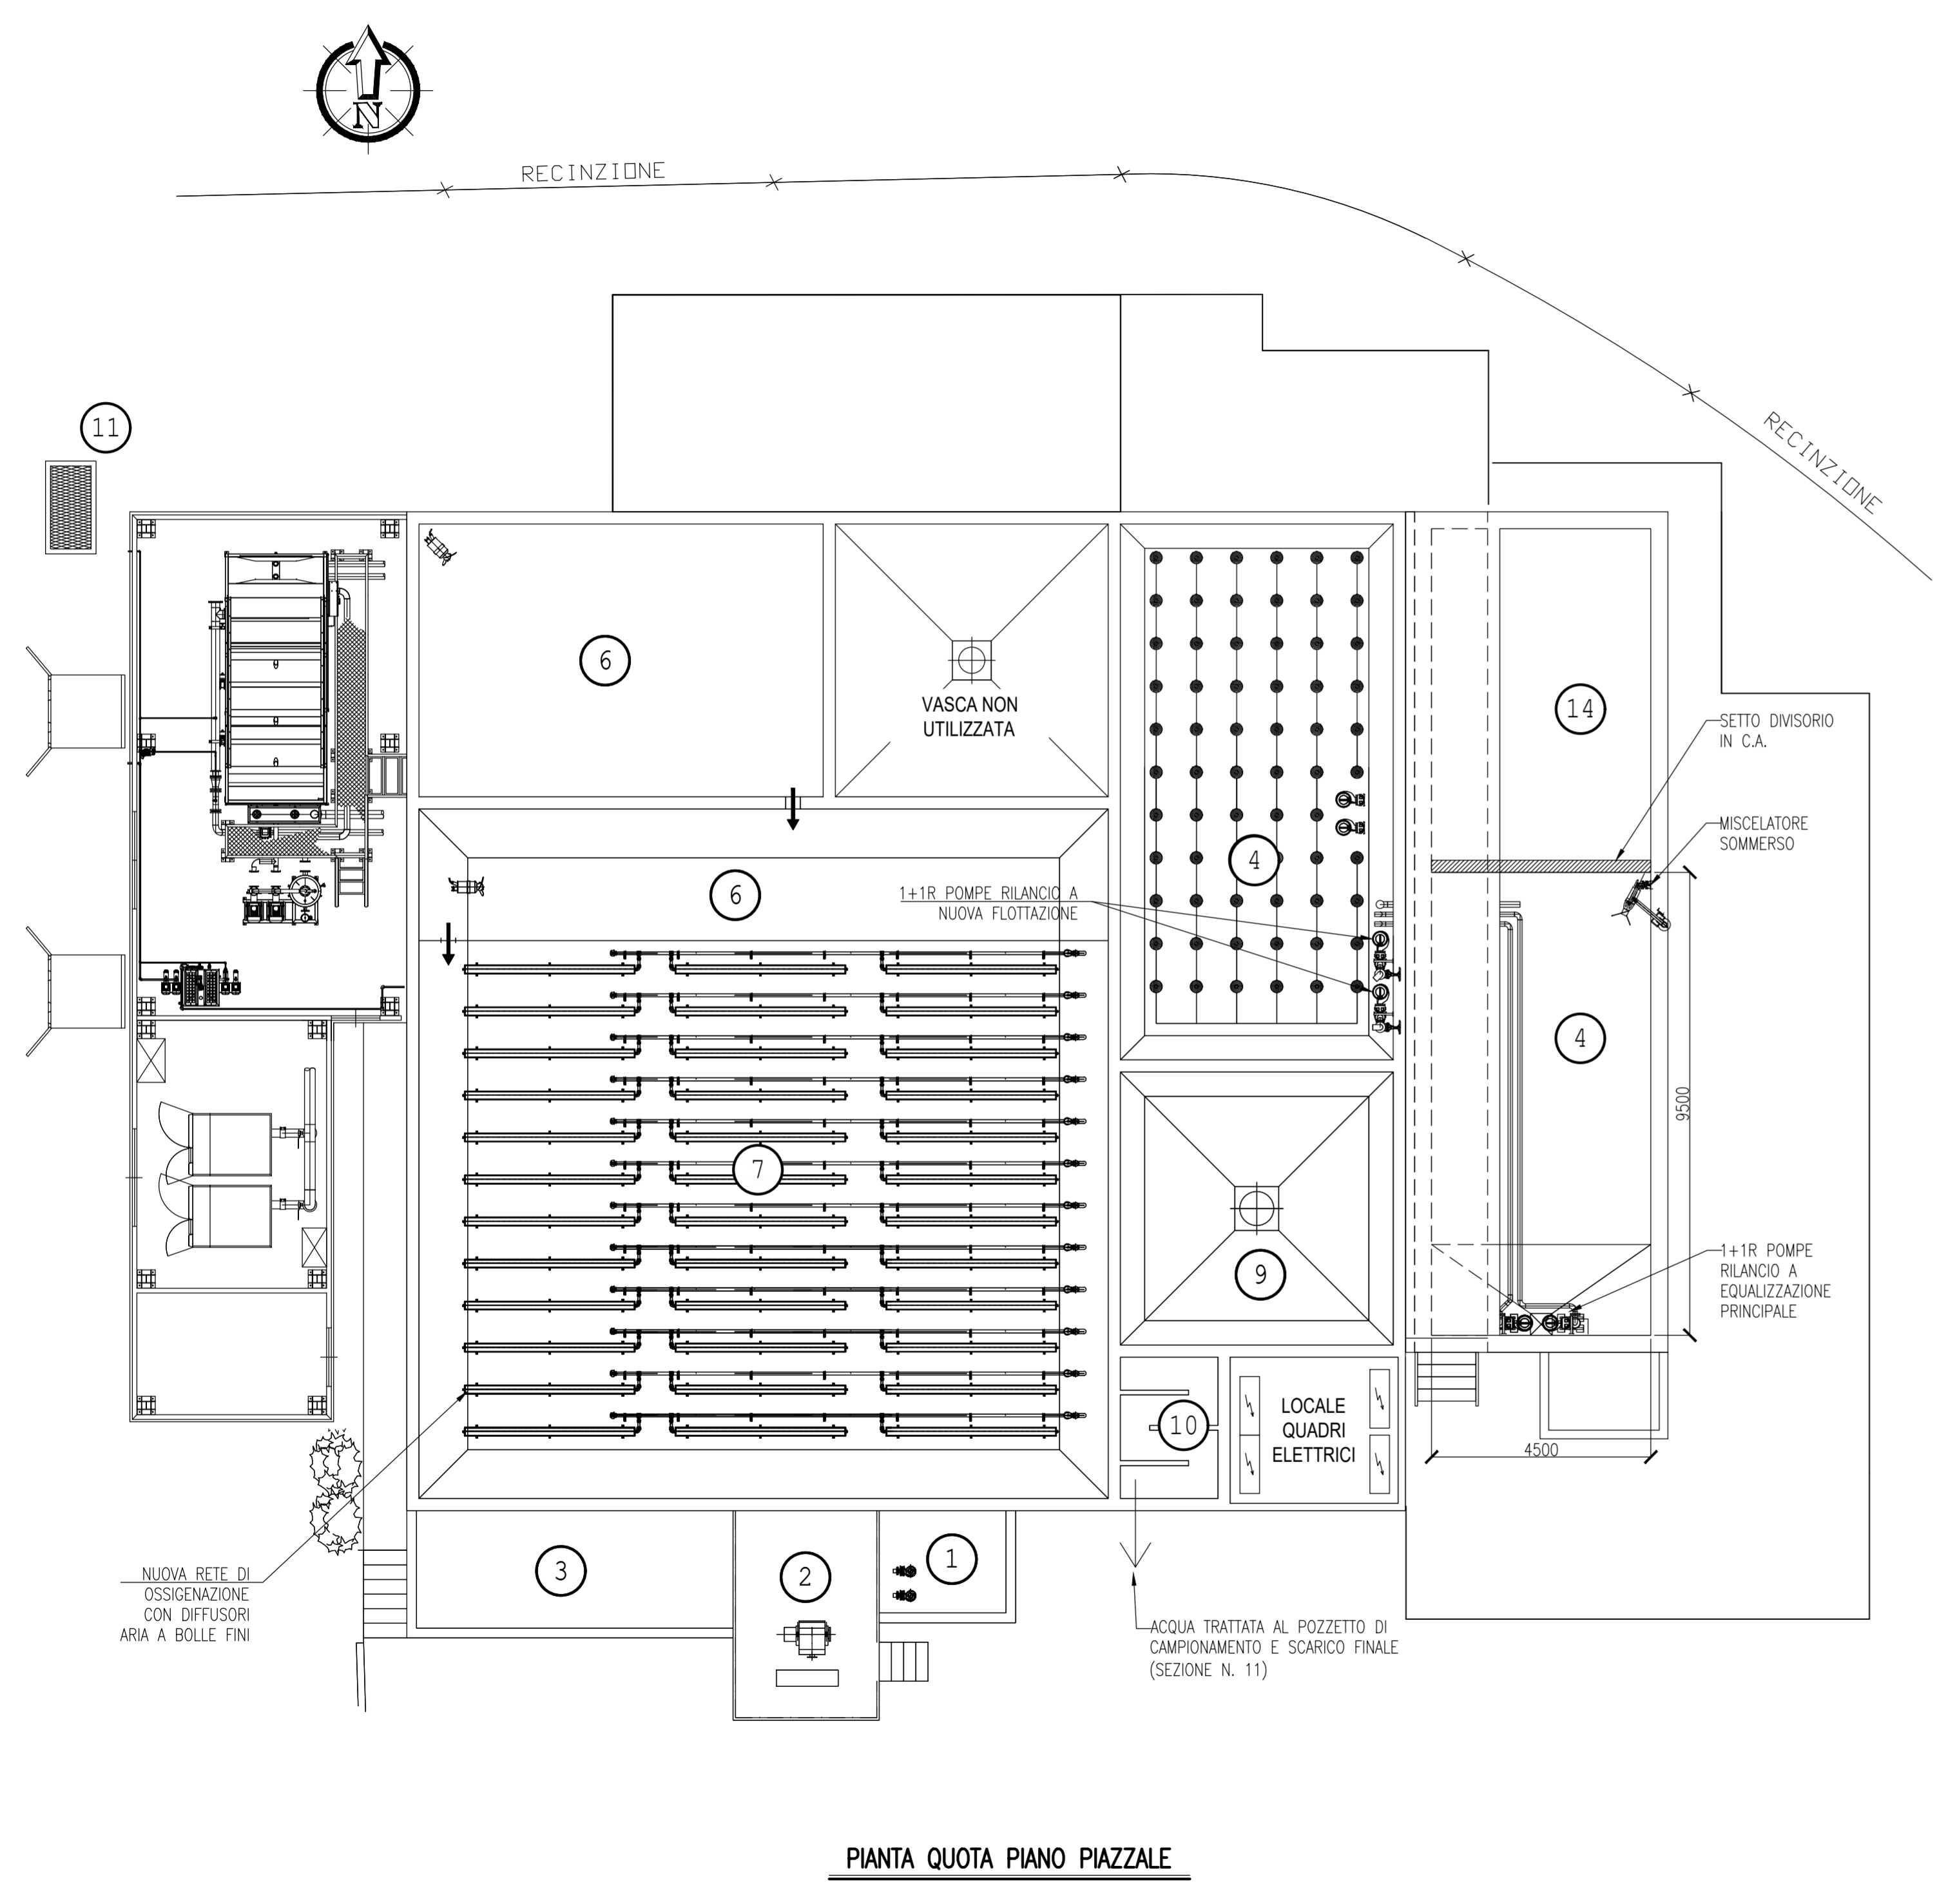 N
RECINZIONE
RECINZIONE
11
6
VASCA NON
UTILIZZATA
14
SETTO DIVISORIO
IN C.A.
MISCELATORE
SOMMERSO
4
6
1+1R POMPE RILANCIO A
NUOVA FLOTTAZIONE
4
9500
7
9
1+1R POMPE
RILANCIO A
EQUALIZZAZIONE
PRINCIPALE
10
LOCALE
QUADRI
ELETTRICI
4500
3
2
1
NUOVA RETE DI
OSSIGENAZIONE
CON DIFFUSORI
ARIA A BOLLE FINI
ACQUA TRATTATA AL POZZETTO DI
CAMPIONAMENTO E SCARICO FINALE
(SEZIONE N. 11)
PIANTA QUOTA PIANO PIAZZALE